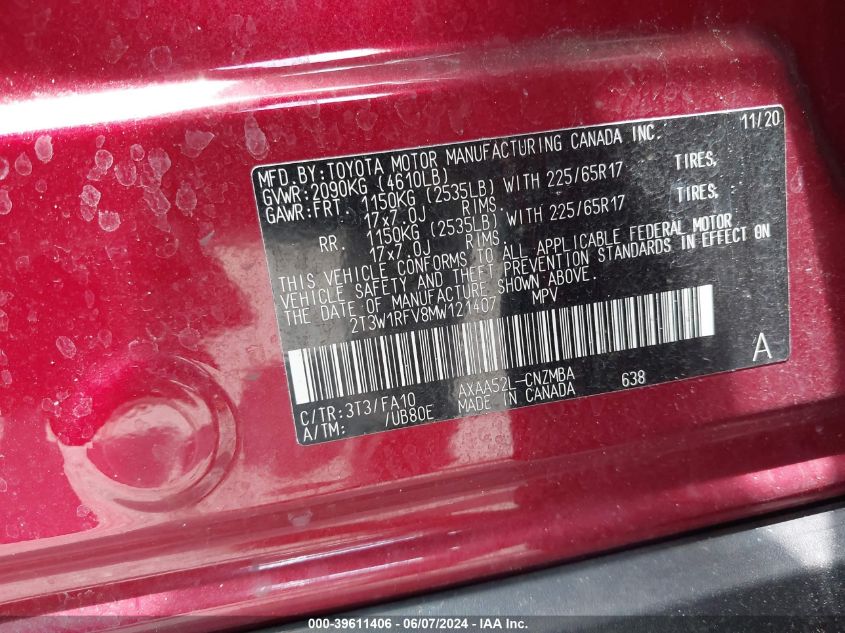 MFD. BY: TOYOTA MOTOR MANUFACTURING CANADA INC. 11/20
GVWR: 2090KG (4610LB)
GAWR: FRT. 1150KG (2535LB) WITH 225/65R17 TIRES,
17x7.0J RIMS.
RR. 1150KG (2535LB) WITH 225/65R17 TIRES,
17x7.0J RIMS.
THIS VEHICLE CONFORMS TO ALL APPLICABLE FEDERAL MOTOR
VEHICLE SAFETY AND THEFT PREVENTION STANDARDS IN EFFECT ON
THE DATE OF MANUFACTURE SHOWN ABOVE.
2T3W1RFV8MW121407 MPV
A
C/TR: 3T3/FA10 AXAA52L-CNZMBA 638
A/TM: /UB80E MADE IN CANADA
000-39611406 - 06/07/2024 - IAA Inc.